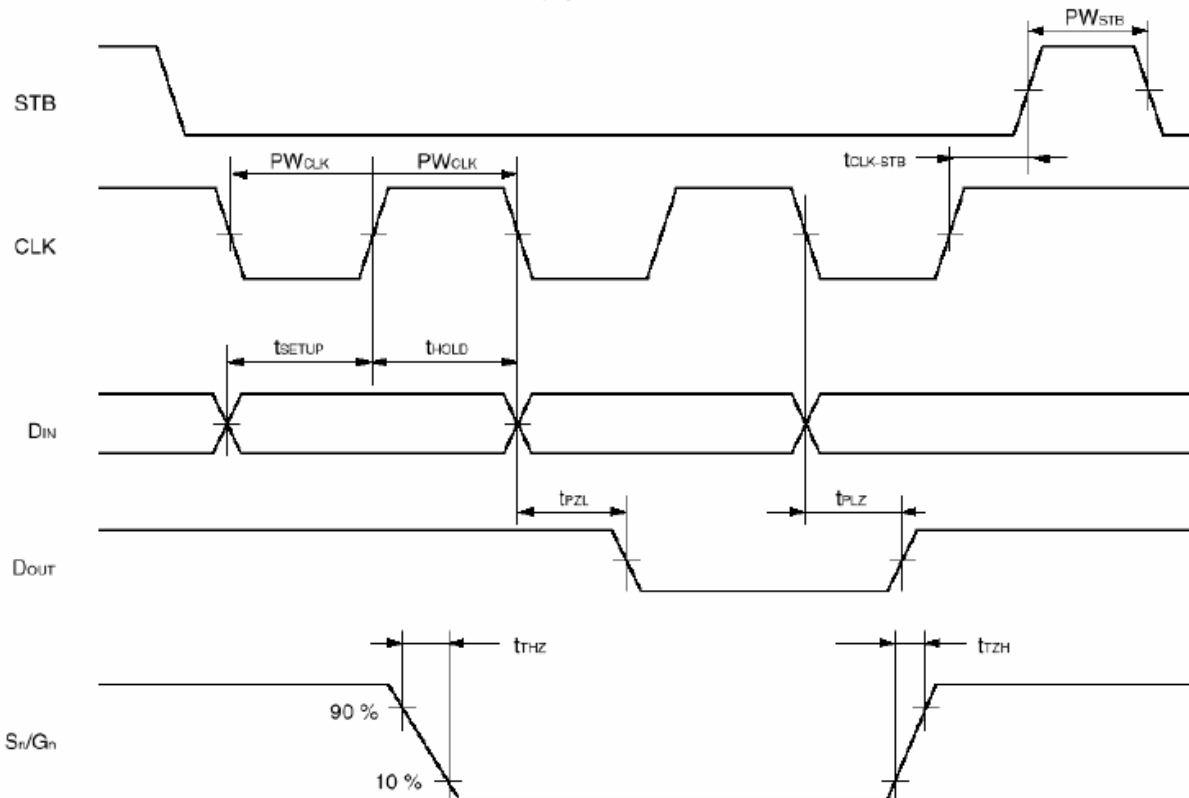 PWSTB
STB
PWCLK PWCLK
tCLK-STB
CLK
tSETUP tHOLD
DIN
tPZL tPLZ
DOUT
tTHZ tTZH
90 %
Sn/Gn
10 %